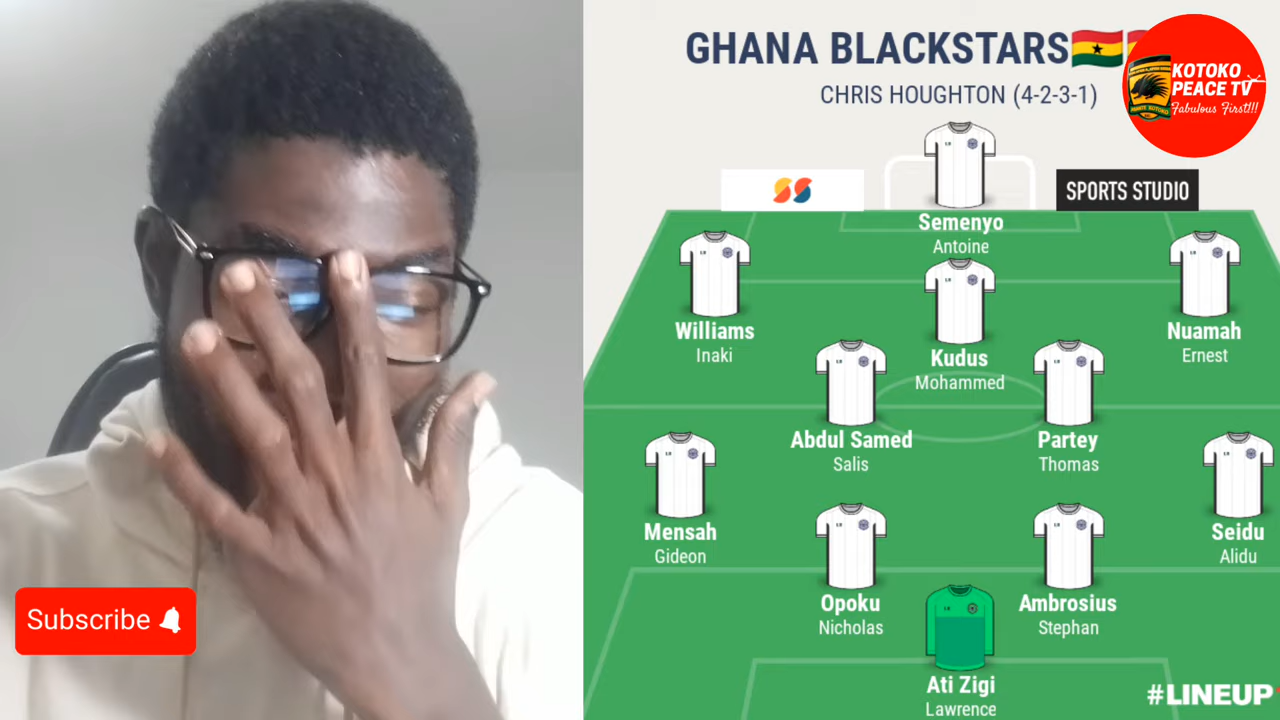 GHANA BLACKSTARS
CHRIS HOUGHTON (4-2-3-1)
KOTOKO
PEACE TV
Fabulous First!!!
SPORTS STUDIO
Semenyo
Antoine
Williams
Inaki
Kudus
Mohammed
Nuamah
Ernest
Abdul Samed
Salis
Partey
Thomas
Mensah
Gideon
Opoku
Nicholas
Ambrosius
Stephan
Seidu
Alidu
Ati Zigi
Lawrence
Subscribe
#LINEUP